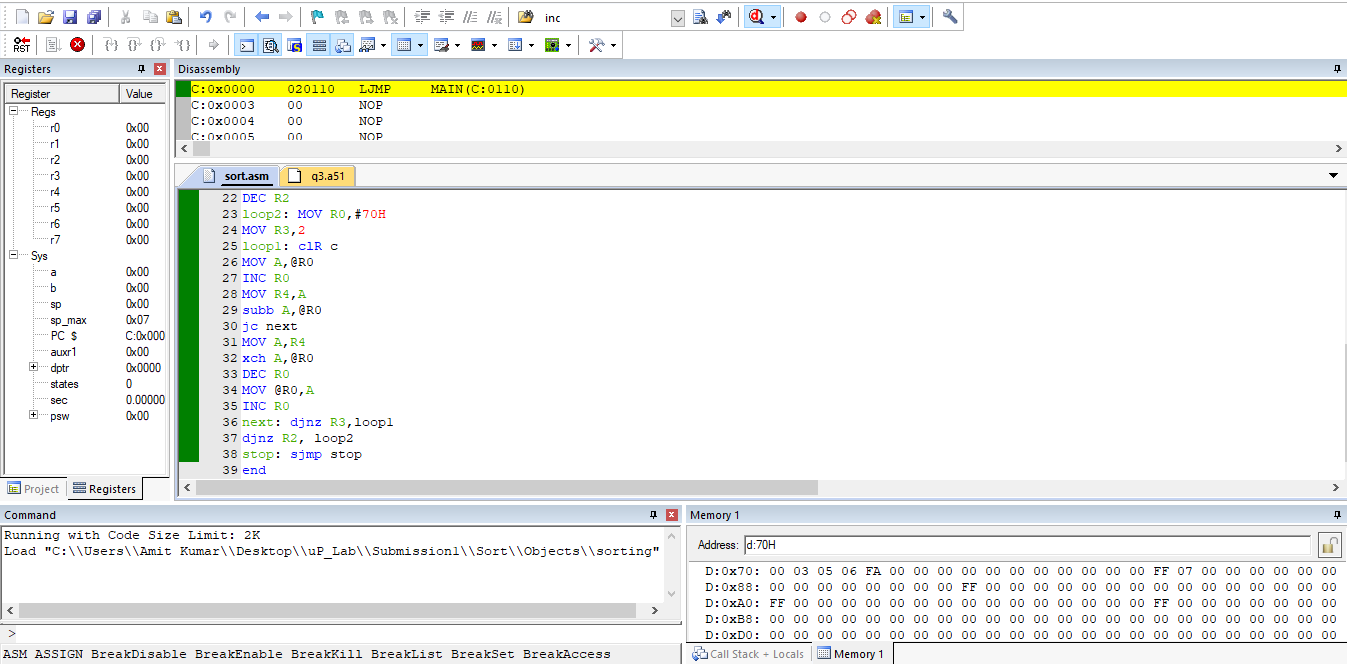 inc
RST
Registers
Disassembly
Register Value
Regs
r0 0x00
r1 0x00
r2 0x00
r3 0x00
r4 0x00
r5 0x00
r6 0x00
r7 0x00
Sys
a 0x00
b 0x00
sp 0x00
sp_max 0x07
PC $ C:0x000
auxr1 0x00
dptr 0x0000
states 0
sec 0.00000
psw 0x00
Project Registers
C:0x0000 020110 LJMP MAIN(C:0110)
C:0x0003 00 NOP
C:0x0004 00 NOP
C:0x0005 00 NOP
sort.asm q3.a51
22 DEC R2
23 loop2: MOV R0,#70H
24 MOV R3,2
25 loop1: clR c
26 MOV A,@R0
27 INC R0
28 MOV R4,A
29 subb A,@R0
30 jc next
31 MOV A,R4
32 xch A,@R0
33 DEC R0
34 MOV @R0,A
35 INC R0
36 next: djnz R3,loop1
37 djnz R2, loop2
38 stop: sjmp stop
39 end
Command
Running with Code Size Limit: 2K
Load "C:\\Users\\Amit Kumar\\Desktop\\uP_Lab\\Submission1\\Sort\\Objects\\sorting"
>
ASM ASSIGN BreakDisable BreakEnable BreakKill BreakList BreakSet BreakAccess
Memory 1
Address: d:70H
D:0x70: 00 03 05 06 FA 00 00 00 00 00 00 00 00 00 00 00 FF 07 00 00 00 00 00 00
D:0x88: 00 00 00 00 00 00 00 00 FF 00 00 00 00 00 00 00 00 00 00 00 00 00 00 00
D:0xA0: FF 00 00 00 00 00 00 00 00 00 00 00 00 00 00 00 FF 00 00 00 00 00 00 00
D:0xB8: 00 00 00 00 00 00 00 00 00 00 00 00 00 00 00 00 00 00 00 00 00 00 00 00
D:0xD0: 00 00 00 00 00 00 00 00 00 00 00 00 00 00 00 00 00 00 00 00 00 00 00 00
Call Stack + Locals Memory 1